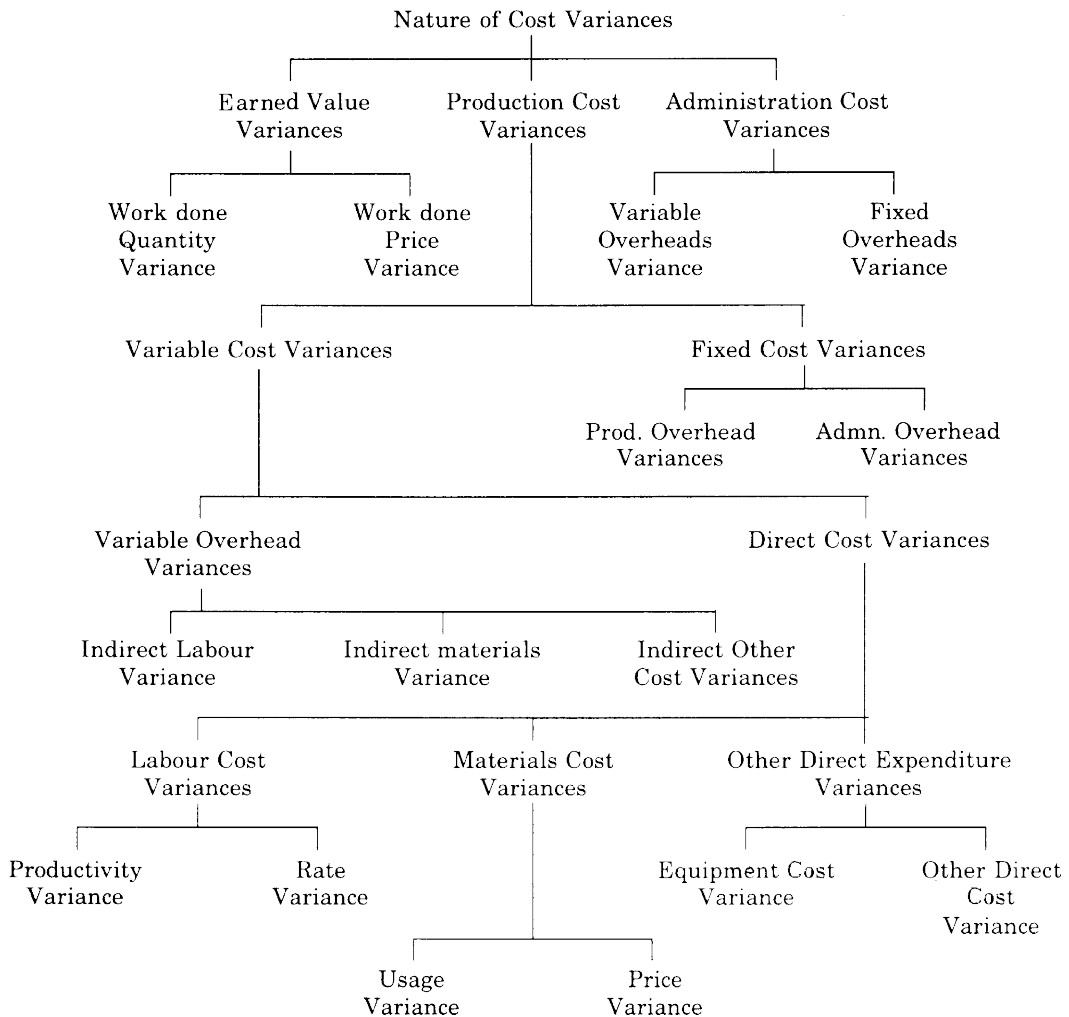 Nature of Cost Variances
Earned Value
Variances
Production Cost
Variances
Administration Cost
Variances
Work done
Quantity
Variance
Work done
Price
Variance
Variable
Overheads
Variance
Fixed
Overheads
Variance
Variable Cost Variances
Fixed Cost Variances
Prod. Overhead
Variances
Admn. Overhead
Variances
Variable Overhead
Variances
Direct Cost Variances
Indirect Labour
Variance
Indirect materials
Variance
Indirect Other
Cost Variances
Labour Cost
Variances
Materials Cost
Variances
Other Direct Expenditure
Variances
Productivity
Variance
Rate
Variance
Equipment Cost
Variance
Other Direct
Cost
Variance
Usage
Variance
Price
Variance